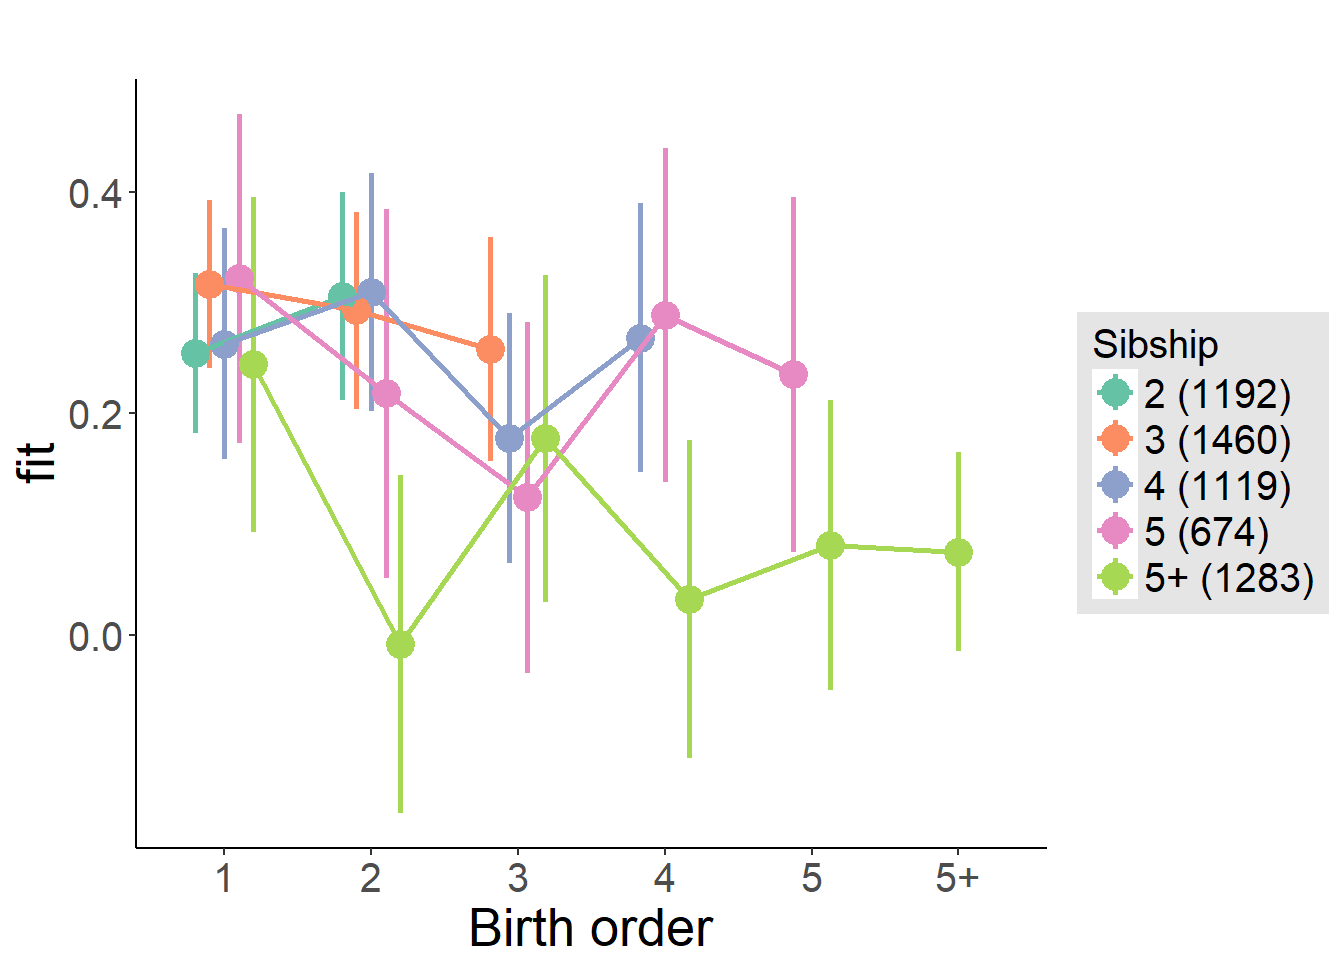 0.4
0.2
0.0
fit
1 2 3 4 5 5+
Birth order
Sibship
2 (1192)
3 (1460)
4 (1119)
5 (674)
5+ (1283)